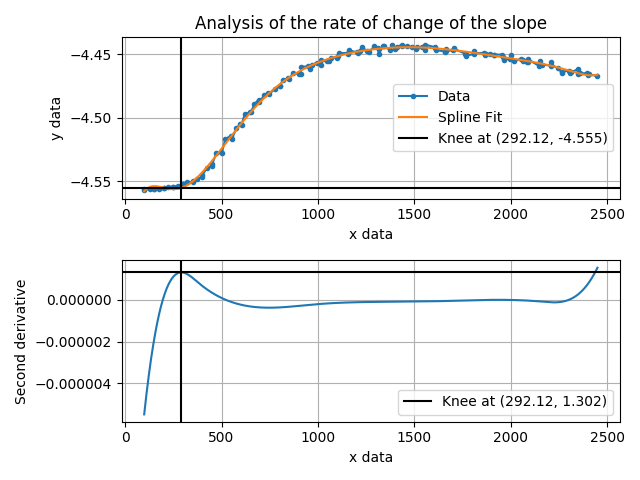 Analysis of the rate of change of the slope
y data
−4.45
−4.50
−4.55
Data
Spline Fit
Knee at (292.12, -4.555)
0 500 1000 1500 2000 2500
x data
Second derivative
0.000000
−0.000002
−0.000004
Knee at (292.12, 1.302)
0 500 1000 1500 2000 2500
x data